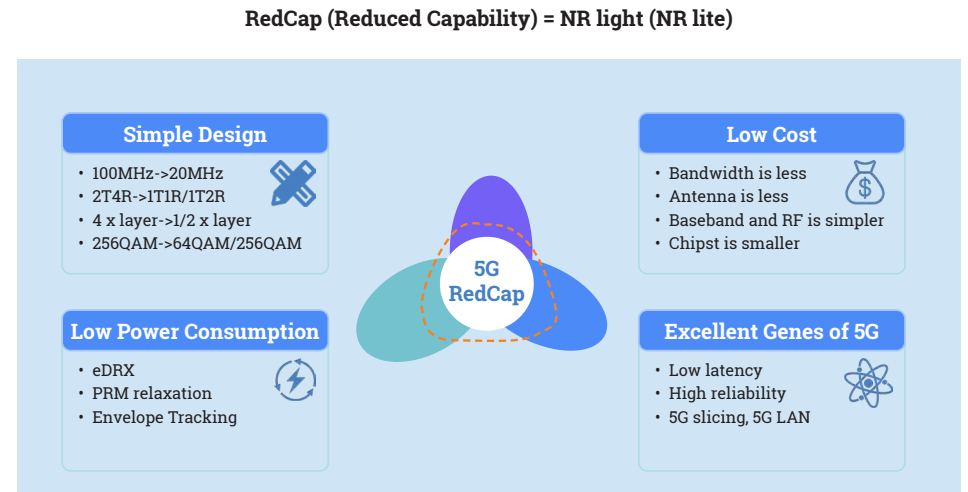 RedCap (Reduced Capability) = NR light (NR lite)
Simple Design
• 100MHz->20MHz
• 2T4R->1T1R/1T2R
• 4 x layer->1/2 x layer
• 256QAM->64QAM/256QAM
Low Cost
• Bandwidth is less
• Antenna is less
• Baseband and RF is simpler
• Chipst is smaller
$
5G
RedCap
Low Power Consumption
• eDRX
• PRM relaxation
• Envelope Tracking
Excellent Genes of 5G
• Low latency
• High reliability
• 5G slicing, 5G LAN